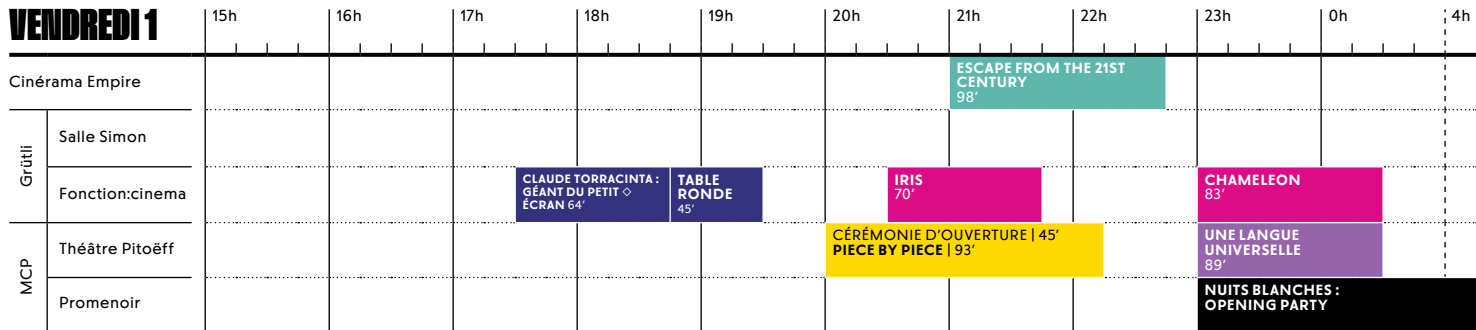 VENDREDI 1
15h 16h 17h 18h 19h 20h 21h 22h 23h 0h 4h
Cinérama Empire
ESCAPE FROM THE 21ST
CENTURY
98’
Grütli
Salle Simon
Fonction:cinema
CLAUDE TORRACINTA :
GÉANT DU PETIT ◇
ÉCRAN 64’
TABLE
RONDE
45’
IRIS
70’
CHAMELEON
83’
MCP
Théâtre Pitoëff
CÉRÉMONIE D’OUVERTURE | 45’
PIECE BY PIECE | 93’
UNE LANGUE
UNIVERSELLE
89’
Promenoir
NUITS BLANCHES :
OPENING PARTY